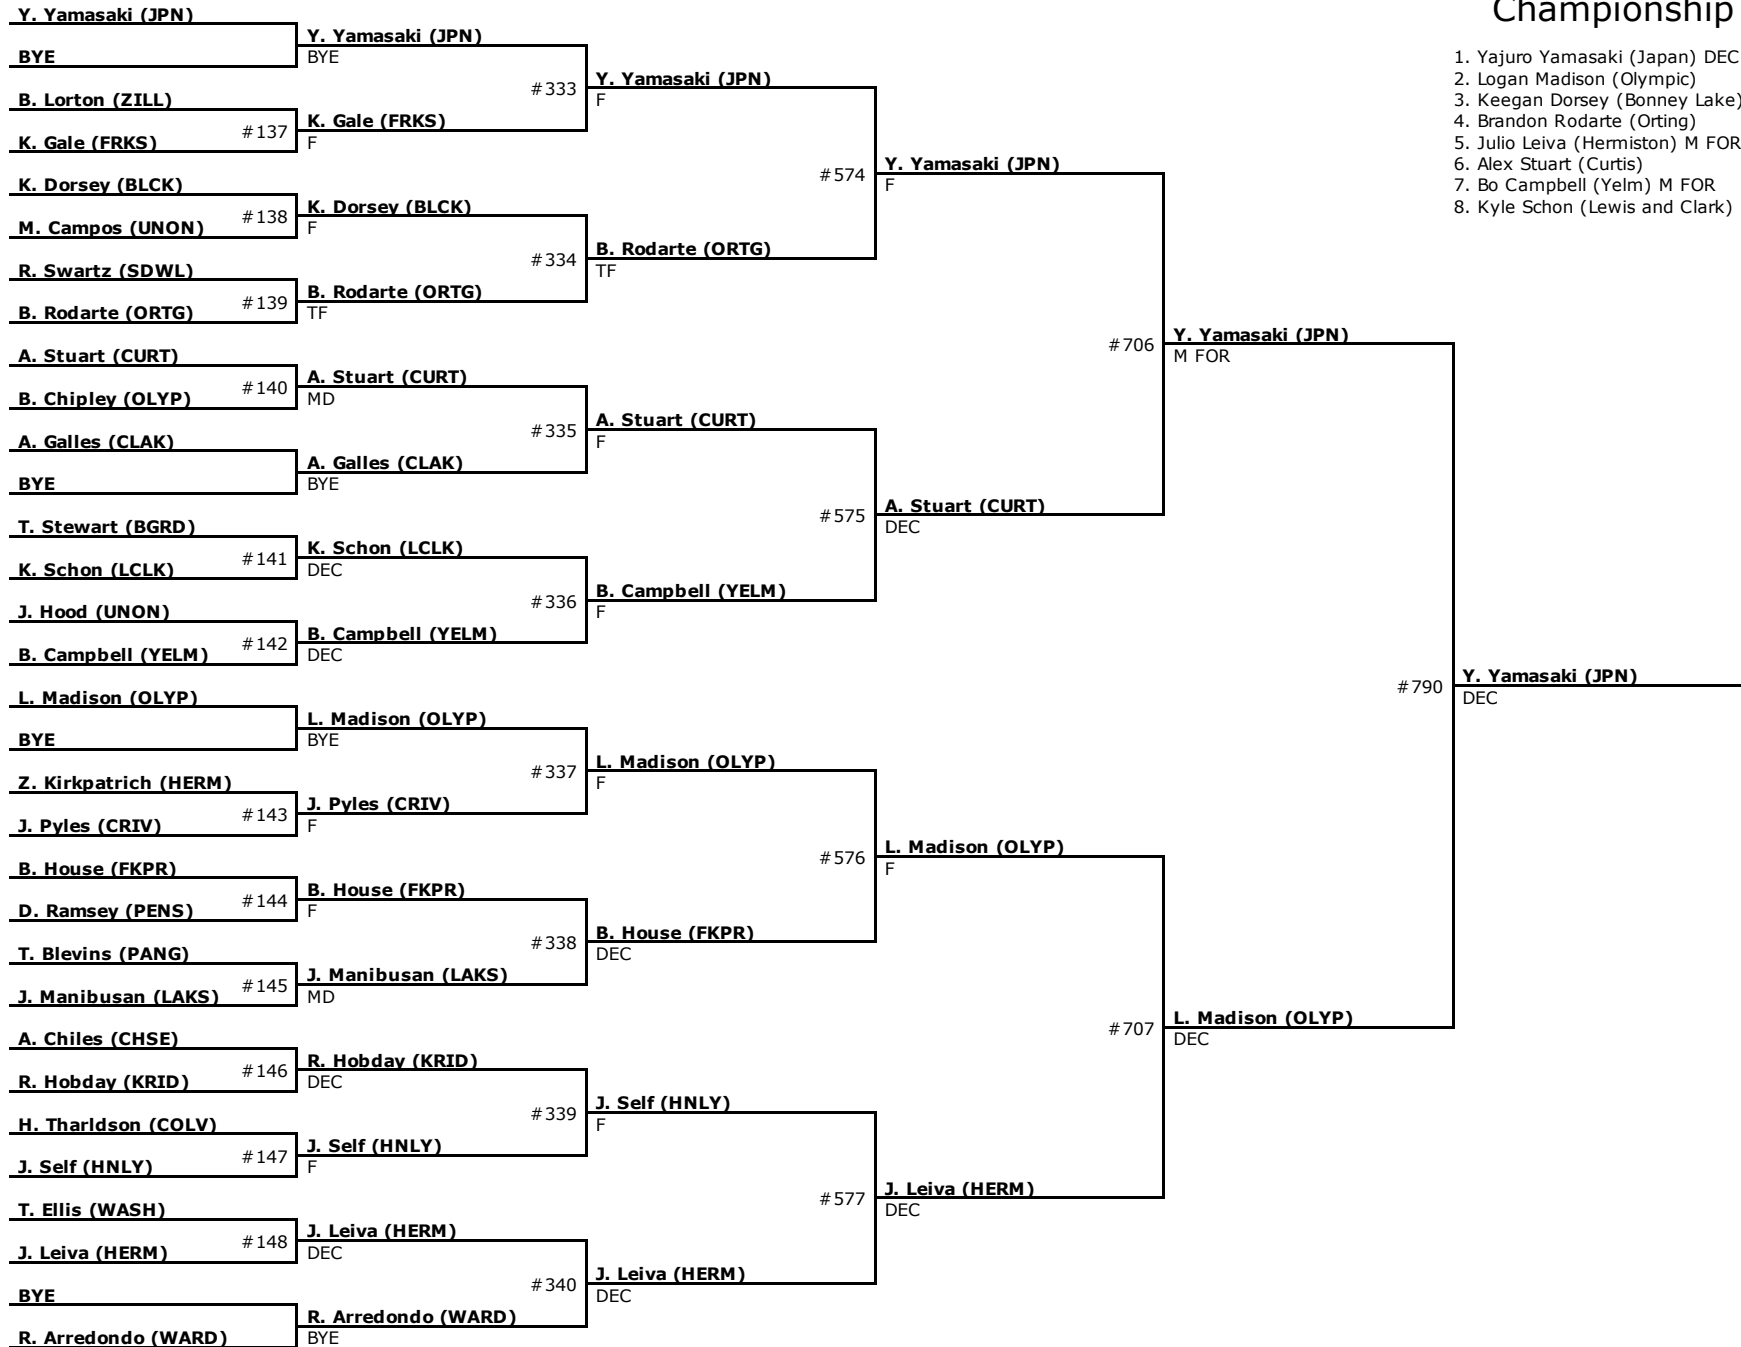 Championship
1. Yajuro Yamasaki (Japan) DEC
2. Logan Madison (Olympic)
3. Keegan Dorsey (Bonney Lake)
4. Brandon Rodarte (Orting)
5. Julio Leiva (Hermiston) M FOR
6. Alex Stuart (Curtis)
7. Bo Campbell (Yelm) M FOR
8. Kyle Schon (Lewis and Clark)
Y. Yamasaki (JPN)
BYE
B. Lorton (ZILL)
K. Gale (FRKS)
K. Dorsey (BLCK)
M. Campos (UNON)
R. Swartz (SDWL)
B. Rodarte (ORTG)
A. Stuart (CURT)
B. Chipley (OLYP)
A. Galles (CLAK)
BYE
T. Stewart (BGRD)
K. Schon (LCLK)
J. Hood (UNON)
B. Campbell (YELM)
L. Madison (OLYP)
BYE
Z. Kirkpatrich (HERM)
J. Pyles (CRIV)
B. House (FKPR)
D. Ramsey (PENS)
T. Blevins (PANG)
J. Manibusan (LAKS)
A. Chiles (CHSE)
R. Hobday (KRID)
H. Tharldson (COLV)
J. Self (HNLY)
T. Ellis (WASH)
J. Leiva (HERM)
BYE
R. Arredondo (WARD)
#137
#138
#139
#140
#141
#142
#143
#144
#145
#146
#147
#148
Y. Yamasaki (JPN)
BYE
K. Gale (FRKS)
F
K. Dorsey (BLCK)
F
B. Rodarte (ORTG)
TF
A. Stuart (CURT)
MD
A. Galles (CLAK)
BYE
K. Schon (LCLK)
DEC
B. Campbell (YELM)
DEC
L. Madison (OLYP)
BYE
J. Pyles (CRIV)
F
B. House (FKPR)
F
J. Manibusan (LAKS)
MD
R. Hobday (KRID)
DEC
J. Self (HNLY)
F
J. Leiva (HERM)
DEC
R. Arredondo (WARD)
BYE
#333
#334
#335
#336
#337
#338
#339
#340
Y. Yamasaki (JPN)
F
B. Rodarte (ORTG)
TF
A. Stuart (CURT)
F
B. Campbell (YELM)
F
L. Madison (OLYP)
F
B. House (FKPR)
DEC
J. Self (HNLY)
F
J. Leiva (HERM)
DEC
#574
#575
#576
#577
Y. Yamasaki (JPN)
F
A. Stuart (CURT)
DEC
L. Madison (OLYP)
F
J. Leiva (HERM)
DEC
#706
#707
Y. Yamasaki (JPN)
M FOR
L. Madison (OLYP)
DEC
#790
Y. Yamasaki (JPN)
DEC